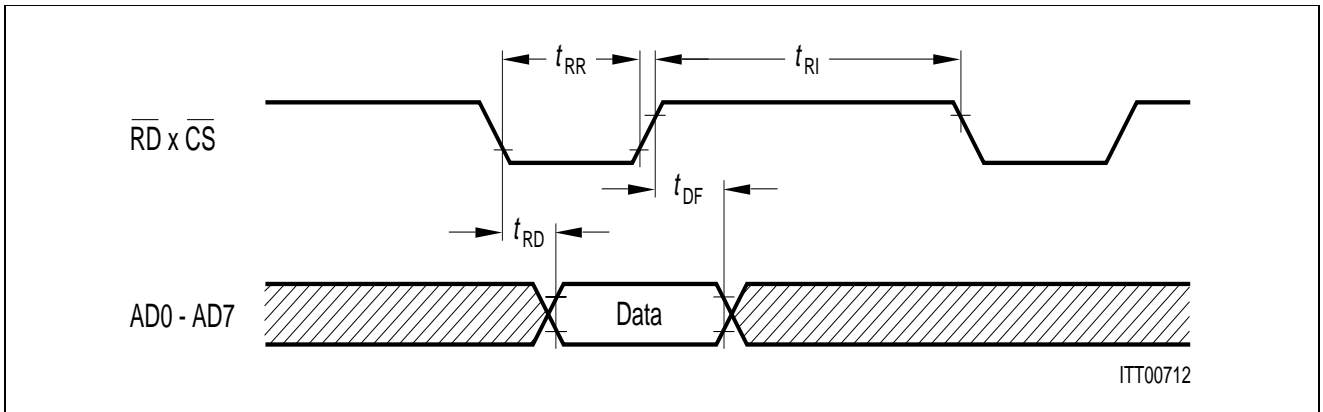 tRR
tRI
RD x CS
tDF
tRD
AD0 - AD7
Data
ITT00712